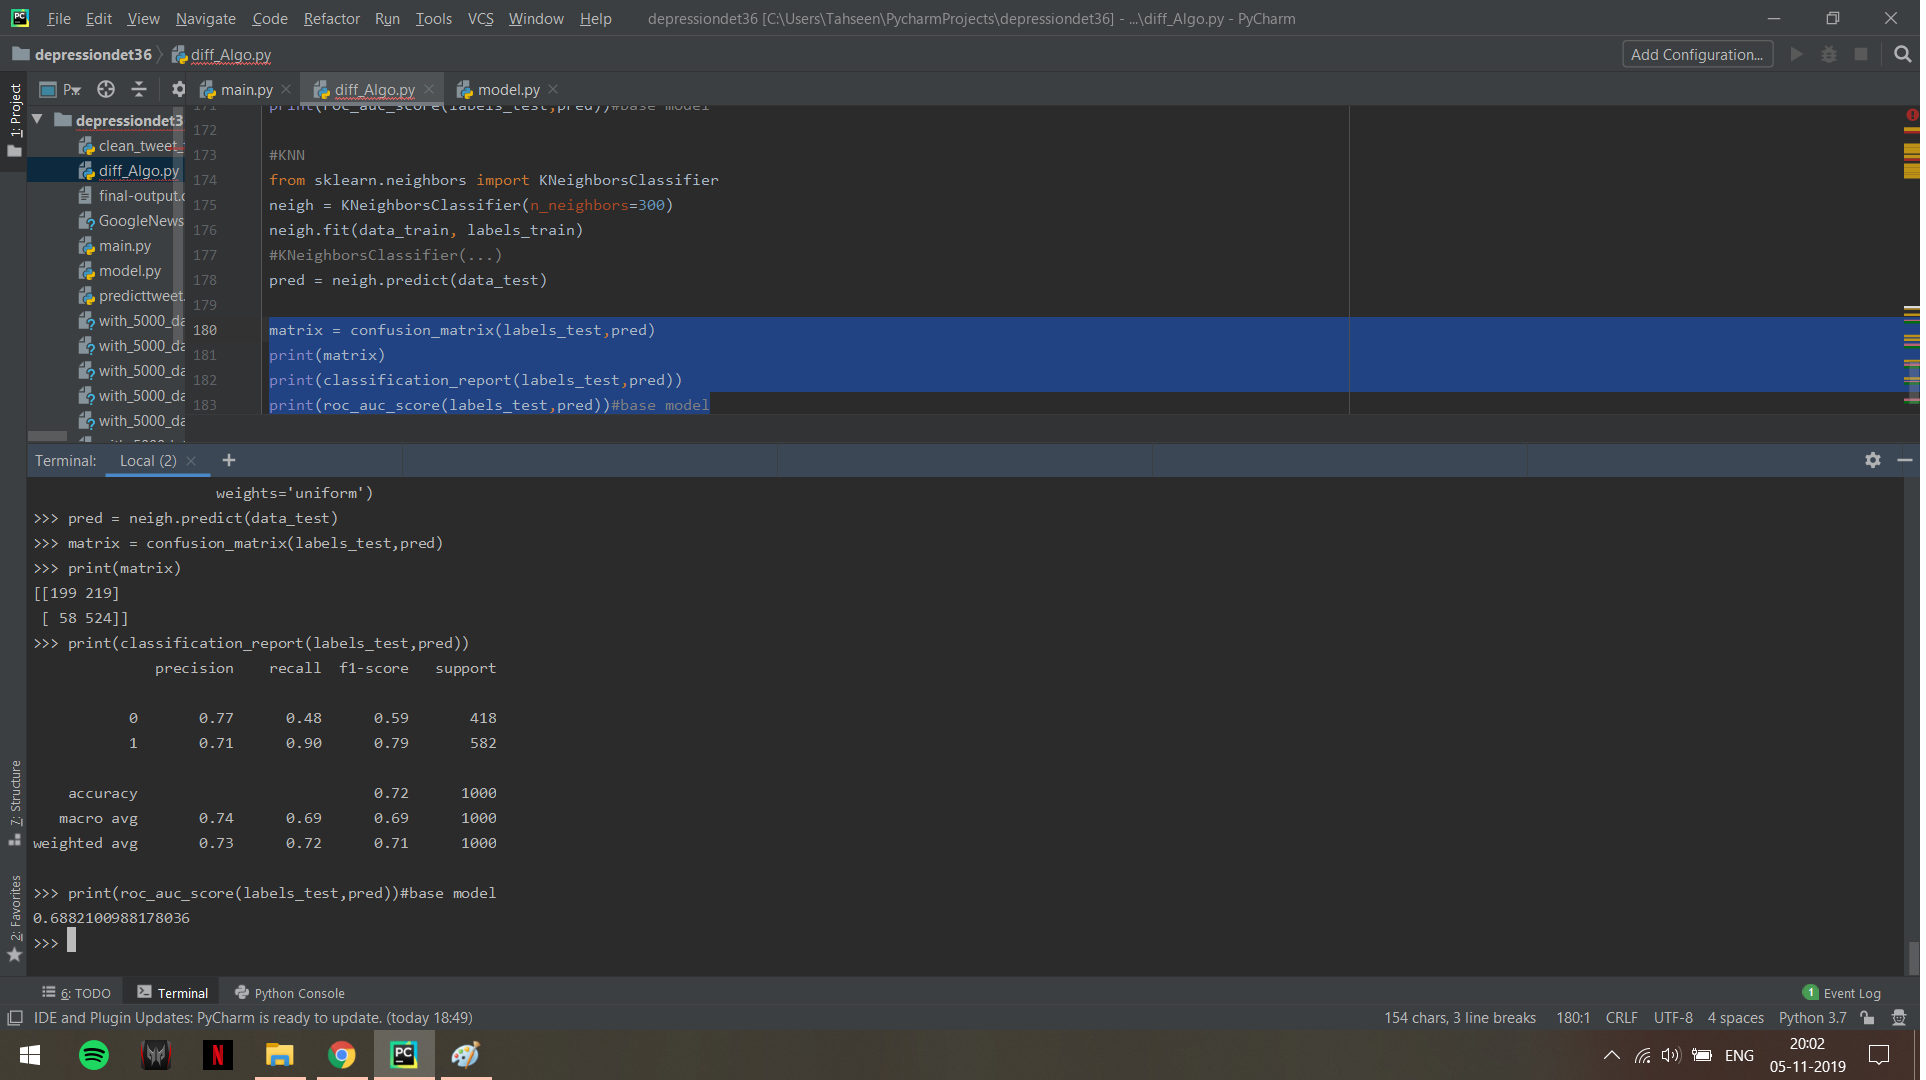 File Edit View Navigate Code Refactor Run Tools VCS Window Help depressiondet36 [C:\Users\Tahseen\PycharmProjects\depressiondet36] - ...\diff_Algo.py - PyCharm
depressiondet36 diff_Algo.py Add Configuration...
1: Project
P... main.py diff_Algo.py model.py
depressiondet3
clean_tweet_
diff_Algo.py
final-output.c
GoogleNews
main.py
model.py
predicttweet.
with_5000_da
with_5000_da
with_5000_da
with_5000_da
with_5000_da
171 print(roc_auc_score(labels_test,pred))#base model
172
173 #KNN
174 from sklearn.neighbors import KNeighborsClassifier
175 neigh = KNeighborsClassifier(n_neighbors=300)
176 neigh.fit(data_train, labels_train)
177 #KNeighborsClassifier(...)
178 pred = neigh.predict(data_test)
179
180 matrix = confusion_matrix(labels_test,pred)
181 print(matrix)
182 print(classification_report(labels_test,pred))
183 print(roc_auc_score(labels_test,pred))#base model
Terminal: Local (2) +
weights='uniform')
>>> pred = neigh.predict(data_test)
>>> matrix = confusion_matrix(labels_test,pred)
>>> print(matrix)
[[199 219]
[ 58 524]]
>>> print(classification_report(labels_test,pred))
precision recall f1-score support
0 0.77 0.48 0.59 418
1 0.71 0.90 0.79 582
accuracy 0.72 1000
macro avg 0.74 0.69 0.69 1000
weighted avg 0.73 0.72 0.71 1000
>>> print(roc_auc_score(labels_test,pred))#base model
0.6882100988178036
>>>
7: Structure
2: Favorites
6: TODO Terminal Python Console 1 Event Log
IDE and Plugin Updates: PyCharm is ready to update. (today 18:49) 154 chars, 3 line breaks 180:1 CRLF UTF-8 4 spaces Python 3.7
N PC ENG 20:02
05-11-2019